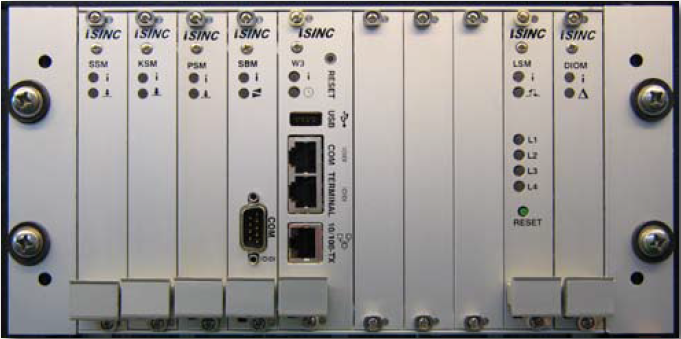 iSINC
SSM
i
iSINC
KSM
i
iSINC
PSM
i
iSINC
SBM
i
COM
iSINC
W3
i
RESET
USB
COM
TERMINAL
10/100-TX
iSINC
LSM
i
L1
L2
L3
L4
RESET
iSINC
DIOM
i